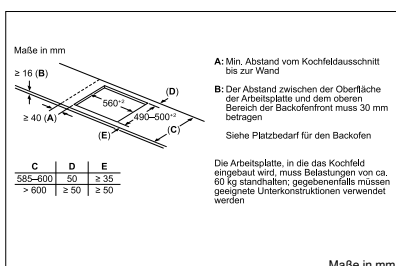 Maße in mm
≥ 16 (B)
(D)
560⁺²
490–500⁺²
≥ 40 (A)
(E)
(C)
A: Min. Abstand vom Kochfeldausschnitt
bis zur Wand
B: Der Abstand zwischen der Oberfläche
der Arbeitsplatte und dem oberen
Bereich der Backofenfront muss 30 mm
betragen
Siehe Platzbedarf für den Backofen
Die Arbeitsplatte, in die das Kochfeld
eingebaut wird, muss Belastungen von ca.
60 kg standhalten; gegebenenfalls müssen
geeignete Unterkonstruktionen verwendet
werden
C D E
585–600 50 ≥ 35
> 600 ≥ 50 ≥ 50
Maße in mm